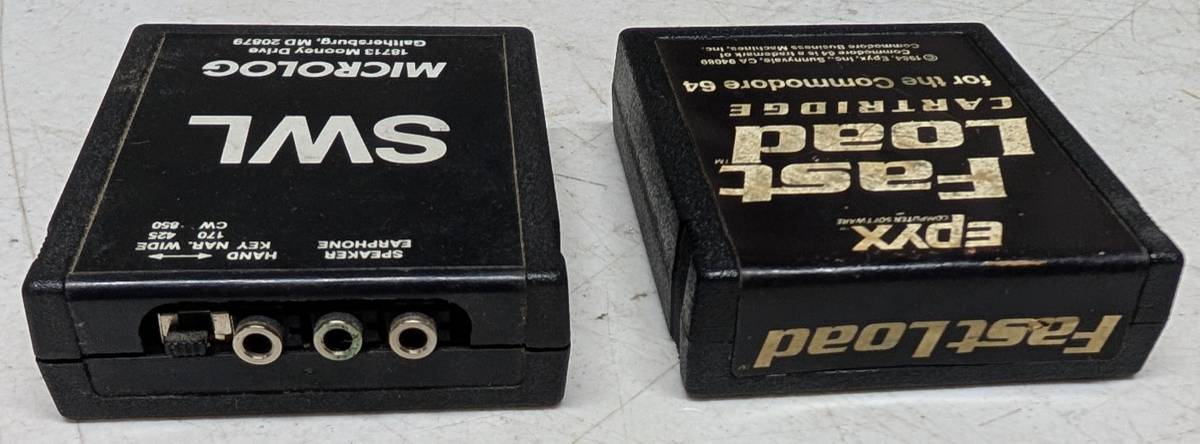 SWL
MICROLOG
18713 Mooney Drive
Gaithersburg, MD 20879
SPEAKER
EARPHONE
HAND
KEY
NAR. WIDE
170 425
CW 850
epyx
COMPUTER SOFTWARE
Fast
Load™
CARTRIDGE
for the Commodore 64
© 1984, Epyx, Inc., Sunnyvale, CA 94089
Commodore 64 is a trademark of
Commodore Business Machines, Inc.
FastLoad